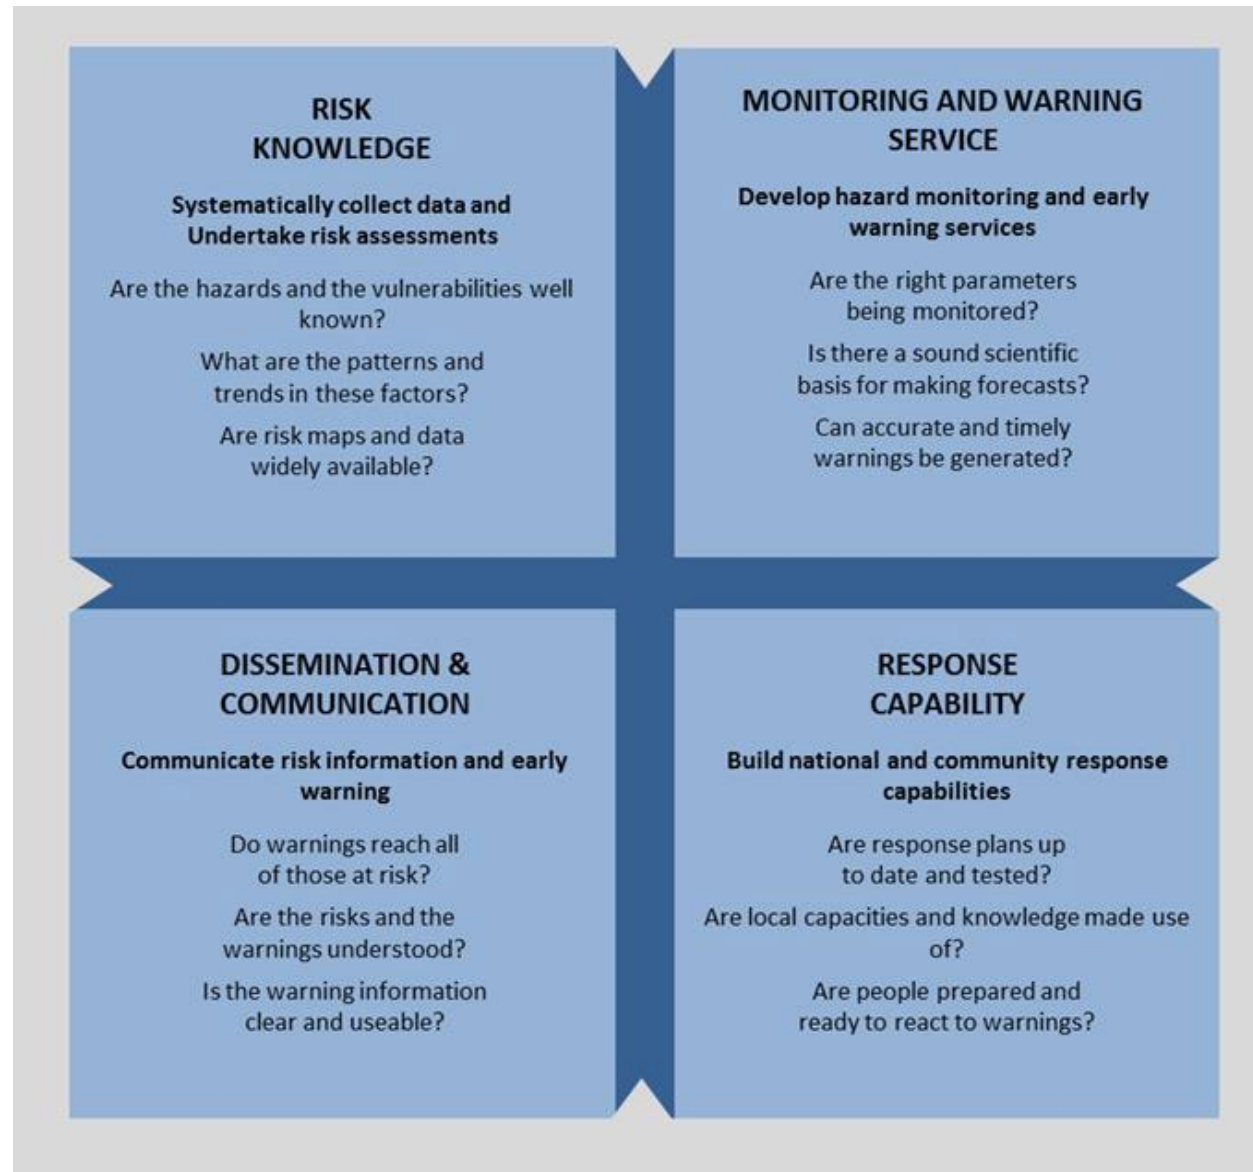 RISK
KNOWLEDGE
Systematically collect data and
Undertake risk assessments
Are the hazards and the vulnerabilities well
known?
What are the patterns and
trends in these factors?
Are risk maps and data
widely available?
MONITORING AND WARNING
SERVICE
Develop hazard monitoring and early
warning services
Are the right parameters
being monitored?
Is there a sound scientific
basis for making forecasts?
Can accurate and timely
warnings be generated?
DISSEMINATION &
COMMUNICATION
Communicate risk information and early
warning
Do warnings reach all
of those at risk?
Are the risks and the
warnings understood?
Is the warning information
clear and useable?
RESPONSE
CAPABILITY
Build national and community response
capabilities
Are response plans up
to date and tested?
Are local capacities and knowledge made use
of?
Are people prepared and
ready to react to warnings?